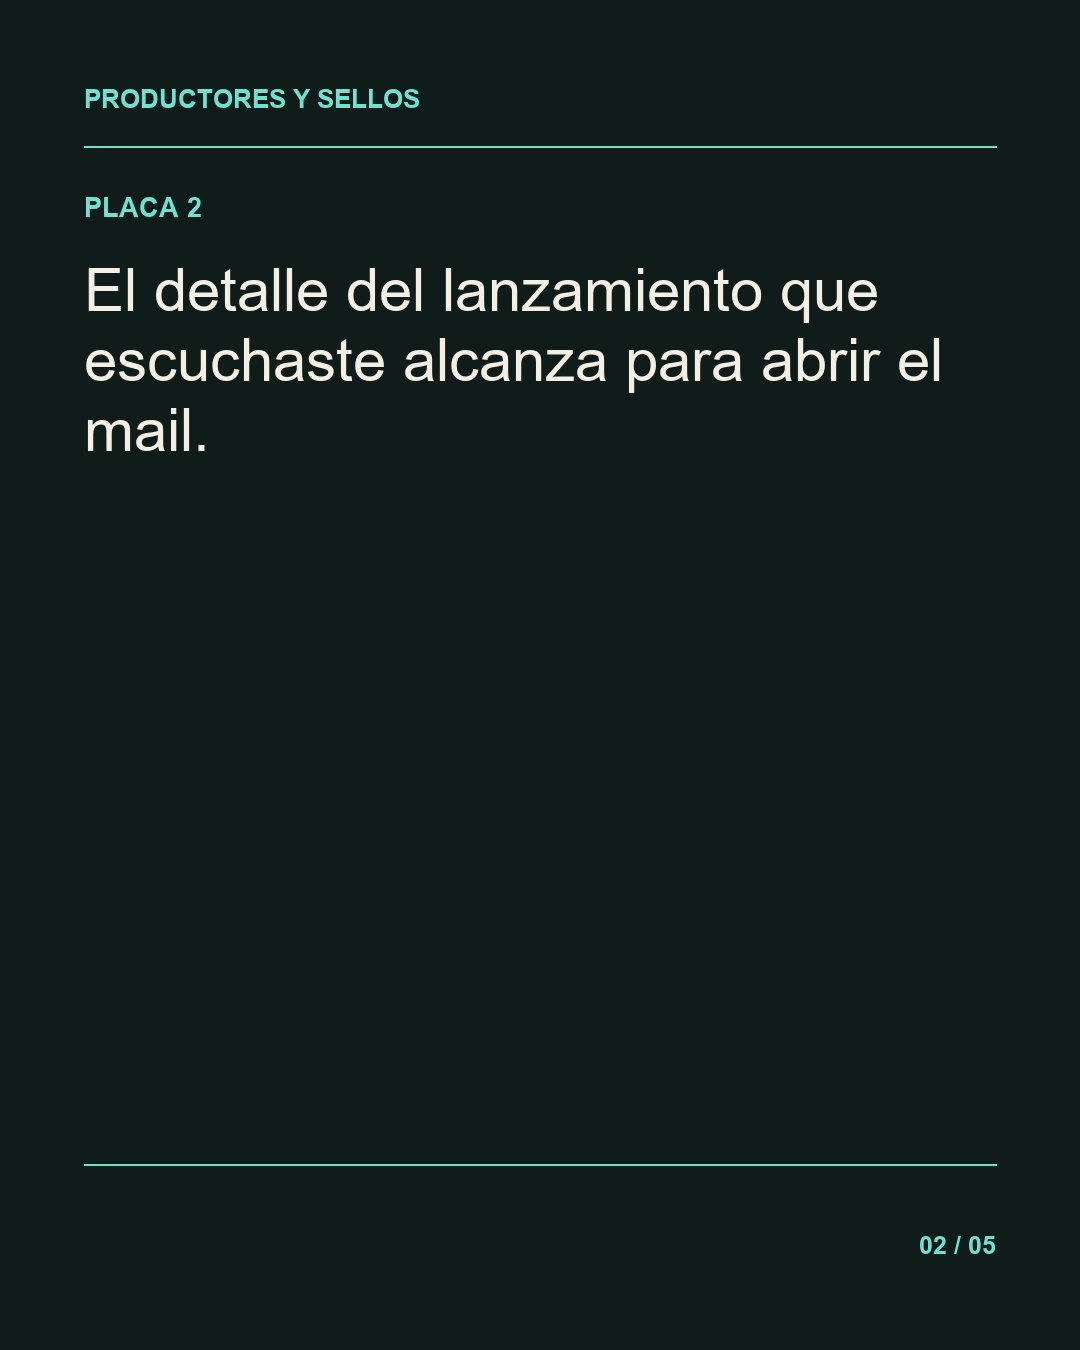 PRODUCTORES Y SELLOS
PLACA 2
El detalle del lanzamiento que
escuchaste alcanza para abrir el
mail.
02 / 05